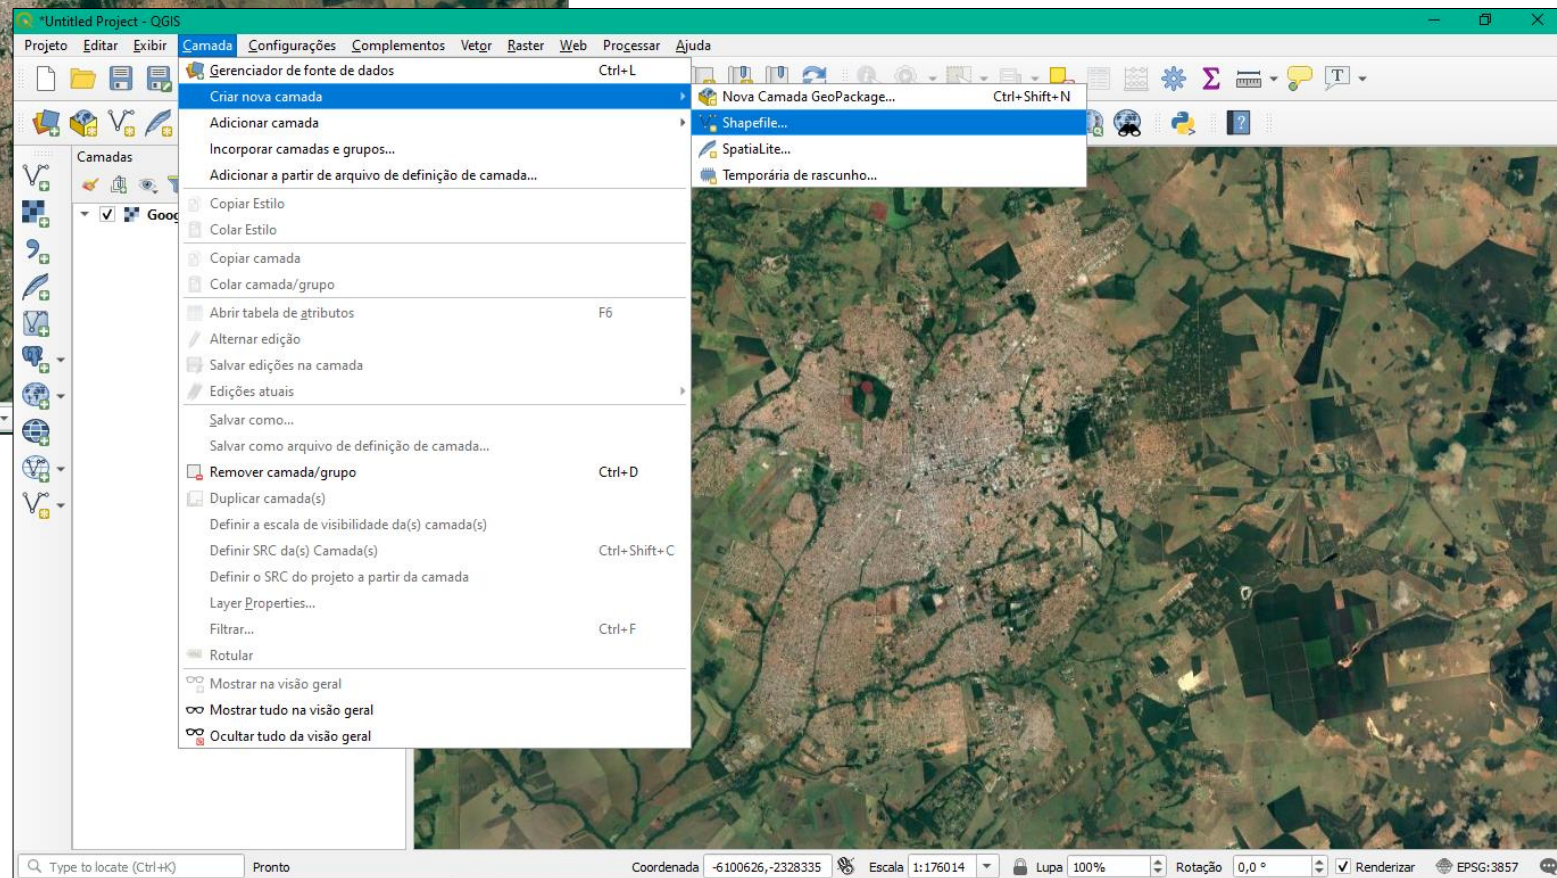 *Untitled Project - QGIS
Projeto Editar Exibir Camada Configurações Complementos Vetor Raster Web Processar Ajuda
Gerenciador de fonte de dados Ctrl+L
Criar nova camada
Nova Camada GeoPackage... Ctrl+Shift+N
Adicionar camada
Shapefile...
Incorporar camadas e grupos...
SpatiaLite...
Adicionar a partir de arquivo de definição de camada...
Temporária de rascunho...
Camadas
Goog
Copiar Estilo
Colar Estilo
Copiar camada
Colar camada/grupo
Abrir tabela de atributos F6
Alternar edição
Salvar edições na camada
Edições atuais
Salvar como...
Salvar como arquivo de definição de camada...
Remover camada/grupo Ctrl+D
Duplicar camada(s)
Definir a escala de visibilidade da(s) camada(s)
Definir SRC da(s) Camada(s) Ctrl+Shift+C
Definir o SRC do projeto a partir da camada
Layer Properties...
Filtrar... Ctrl+F
Rotular
Mostrar na visão geral
Mostrar tudo na visão geral
Ocultar tudo da visão geral
Type to locate (Ctrl+K) Pronto Coordenada -6100626,-2328335 Escala 1:176014 Lupa 100% Rotação 0,0 ° Renderizar EPSG:3857